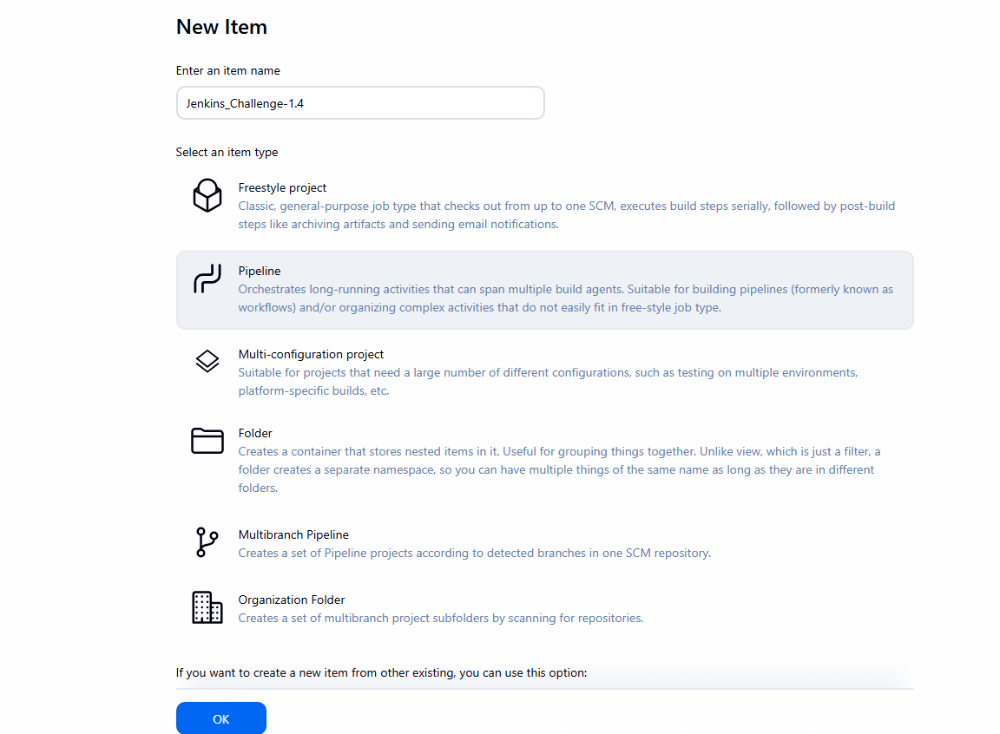 New Item
Enter an item name
Jenkins_Challenge-1.4
Select an item type
Freestyle project
Classic, general-purpose job type that checks out from up to one SCM, executes build steps serially, followed by post-build
steps like archiving artifacts and sending email notifications.
Pipeline
Orchestrates long-running activities that can span multiple build agents. Suitable for building pipelines (formerly known as
workflows) and/or organizing complex activities that do not easily fit in free-style job type.
Multi-configuration project
Suitable for projects that need a large number of different configurations, such as testing on multiple environments,
platform-specific builds, etc.
Folder
Creates a container that stores nested items in it. Useful for grouping things together. Unlike view, which is just a filter, a
folder creates a separate namespace, so you can have multiple things of the same name as long as they are in different
folders.
Multibranch Pipeline
Creates a set of Pipeline projects according to detected branches in one SCM repository.
Organization Folder
Creates a set of multibranch project subfolders by scanning for repositories.
If you want to create a new item from other existing, you can use this option:
OK